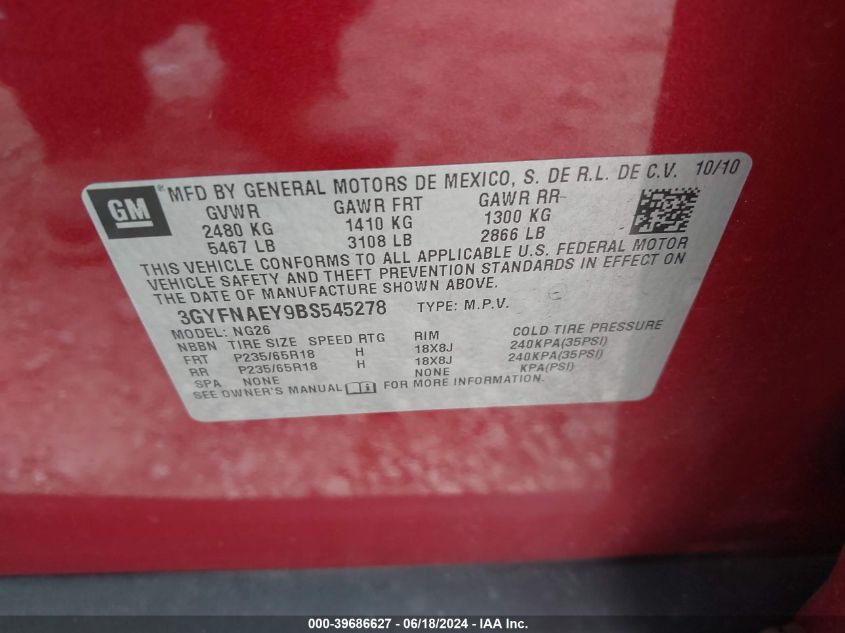 GM ® MFD BY GENERAL MOTORS DE MEXICO, S. DE R.L. DE C.V. 10/10
GVWR GAWR FRT GAWR RR
2480 KG 1410 KG 1300 KG
5467 LB 3108 LB 2866 LB
THIS VEHICLE CONFORMS TO ALL APPLICABLE U.S. FEDERAL MOTOR
VEHICLE SAFETY AND THEFT PREVENTION STANDARDS IN EFFECT ON
THE DATE OF MANUFACTURE SHOWN ABOVE.
3GYFNAEY9BS545278 TYPE: M.P.V.
MODEL: NG26
NBBN TIRE SIZE SPEED RTG RIM COLD TIRE PRESSURE
FRT P235/65R18 H 18X8J 240KPA(35PSI)
RR P235/65R18 H 18X8J 240KPA(35PSI)
SPA NONE NONE KPA(PSI)
SEE OWNER'S MANUAL FOR MORE INFORMATION.
000-39686627 / 06/18/2024 / IAA Inc.